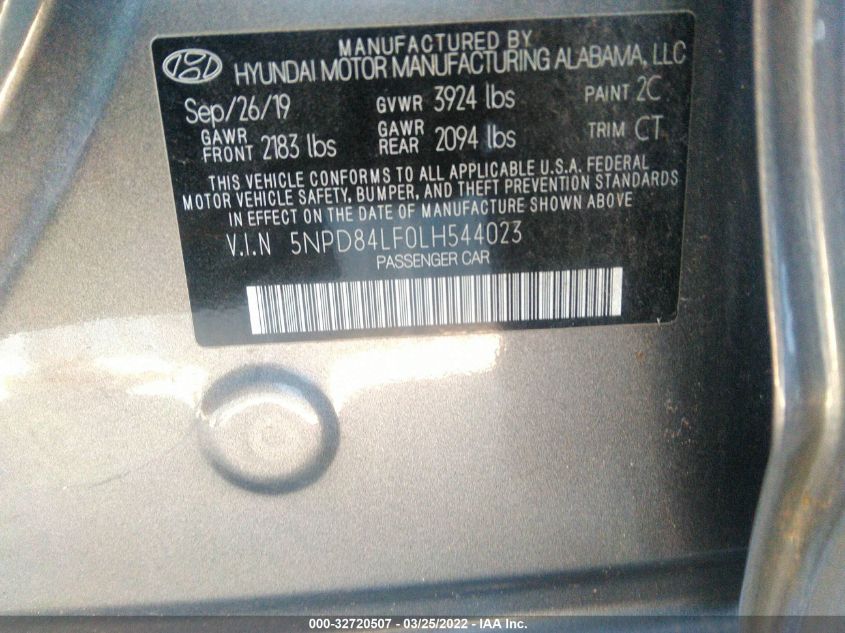 MANUFACTURED BY
HYUNDAI MOTOR MANUFACTURING ALABAMA, LLC
Sep/26/19 GVWR 3924 lbs PAINT 2C
GAWR FRONT 2183 lbs GAWR REAR 2094 lbs TRIM CT
THIS VEHICLE CONFORMS TO ALL APPLICABLE U.S.A. FEDERAL
MOTOR VEHICLE SAFETY, BUMPER, AND THEFT PREVENTION STANDARDS
IN EFFECT ON THE DATE OF MANUFACTURE SHOWN ABOVE
V.I.N 5NPD84LF0LH544023
PASSENGER CAR
000-32720507 - 03/25/2022 - IAA Inc.